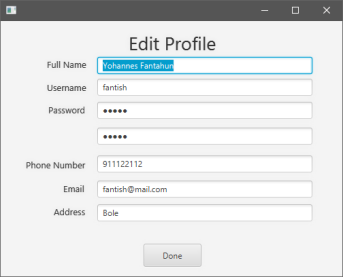 Edit Profile
Full Name Yohannes Fantahun
Username fantish
Password •••••
•••••
Phone Number 911122112
Email fantish@mail.com
Address Bole
Done